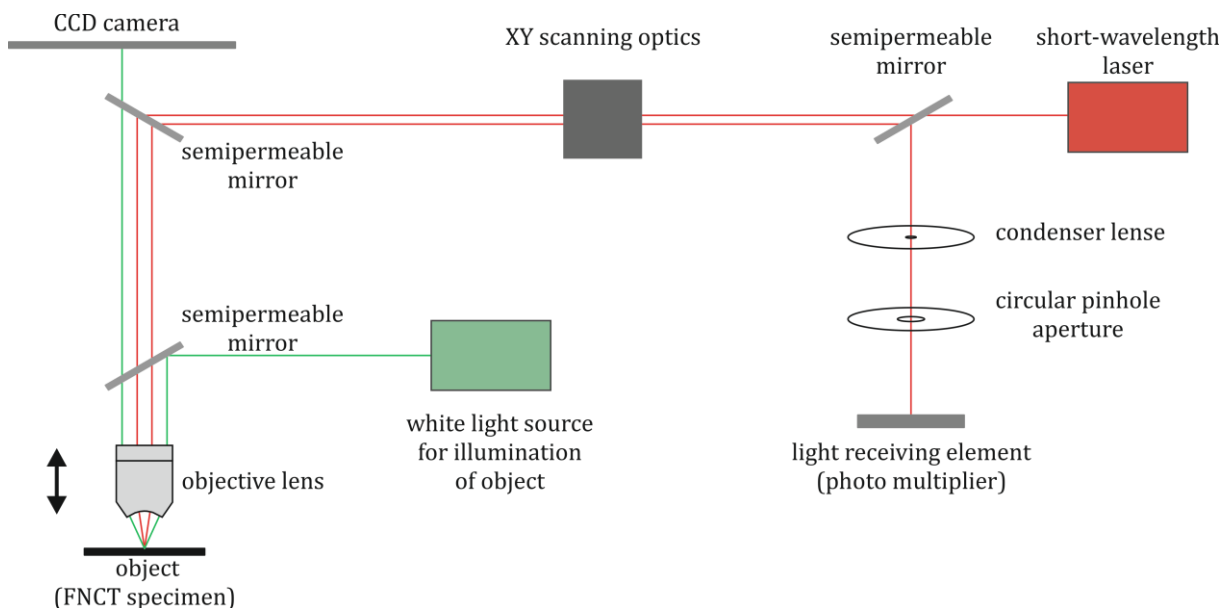 CCD camera
XY scanning optics
semipermeable
mirror
short-wavelength
laser
semipermeable
mirror
condenser lense
circular pinhole
aperture
semipermeable
mirror
white light source
for illumination
of object
light receiving element
(photo multiplier)
objective lens
object
(FNCT specimen)